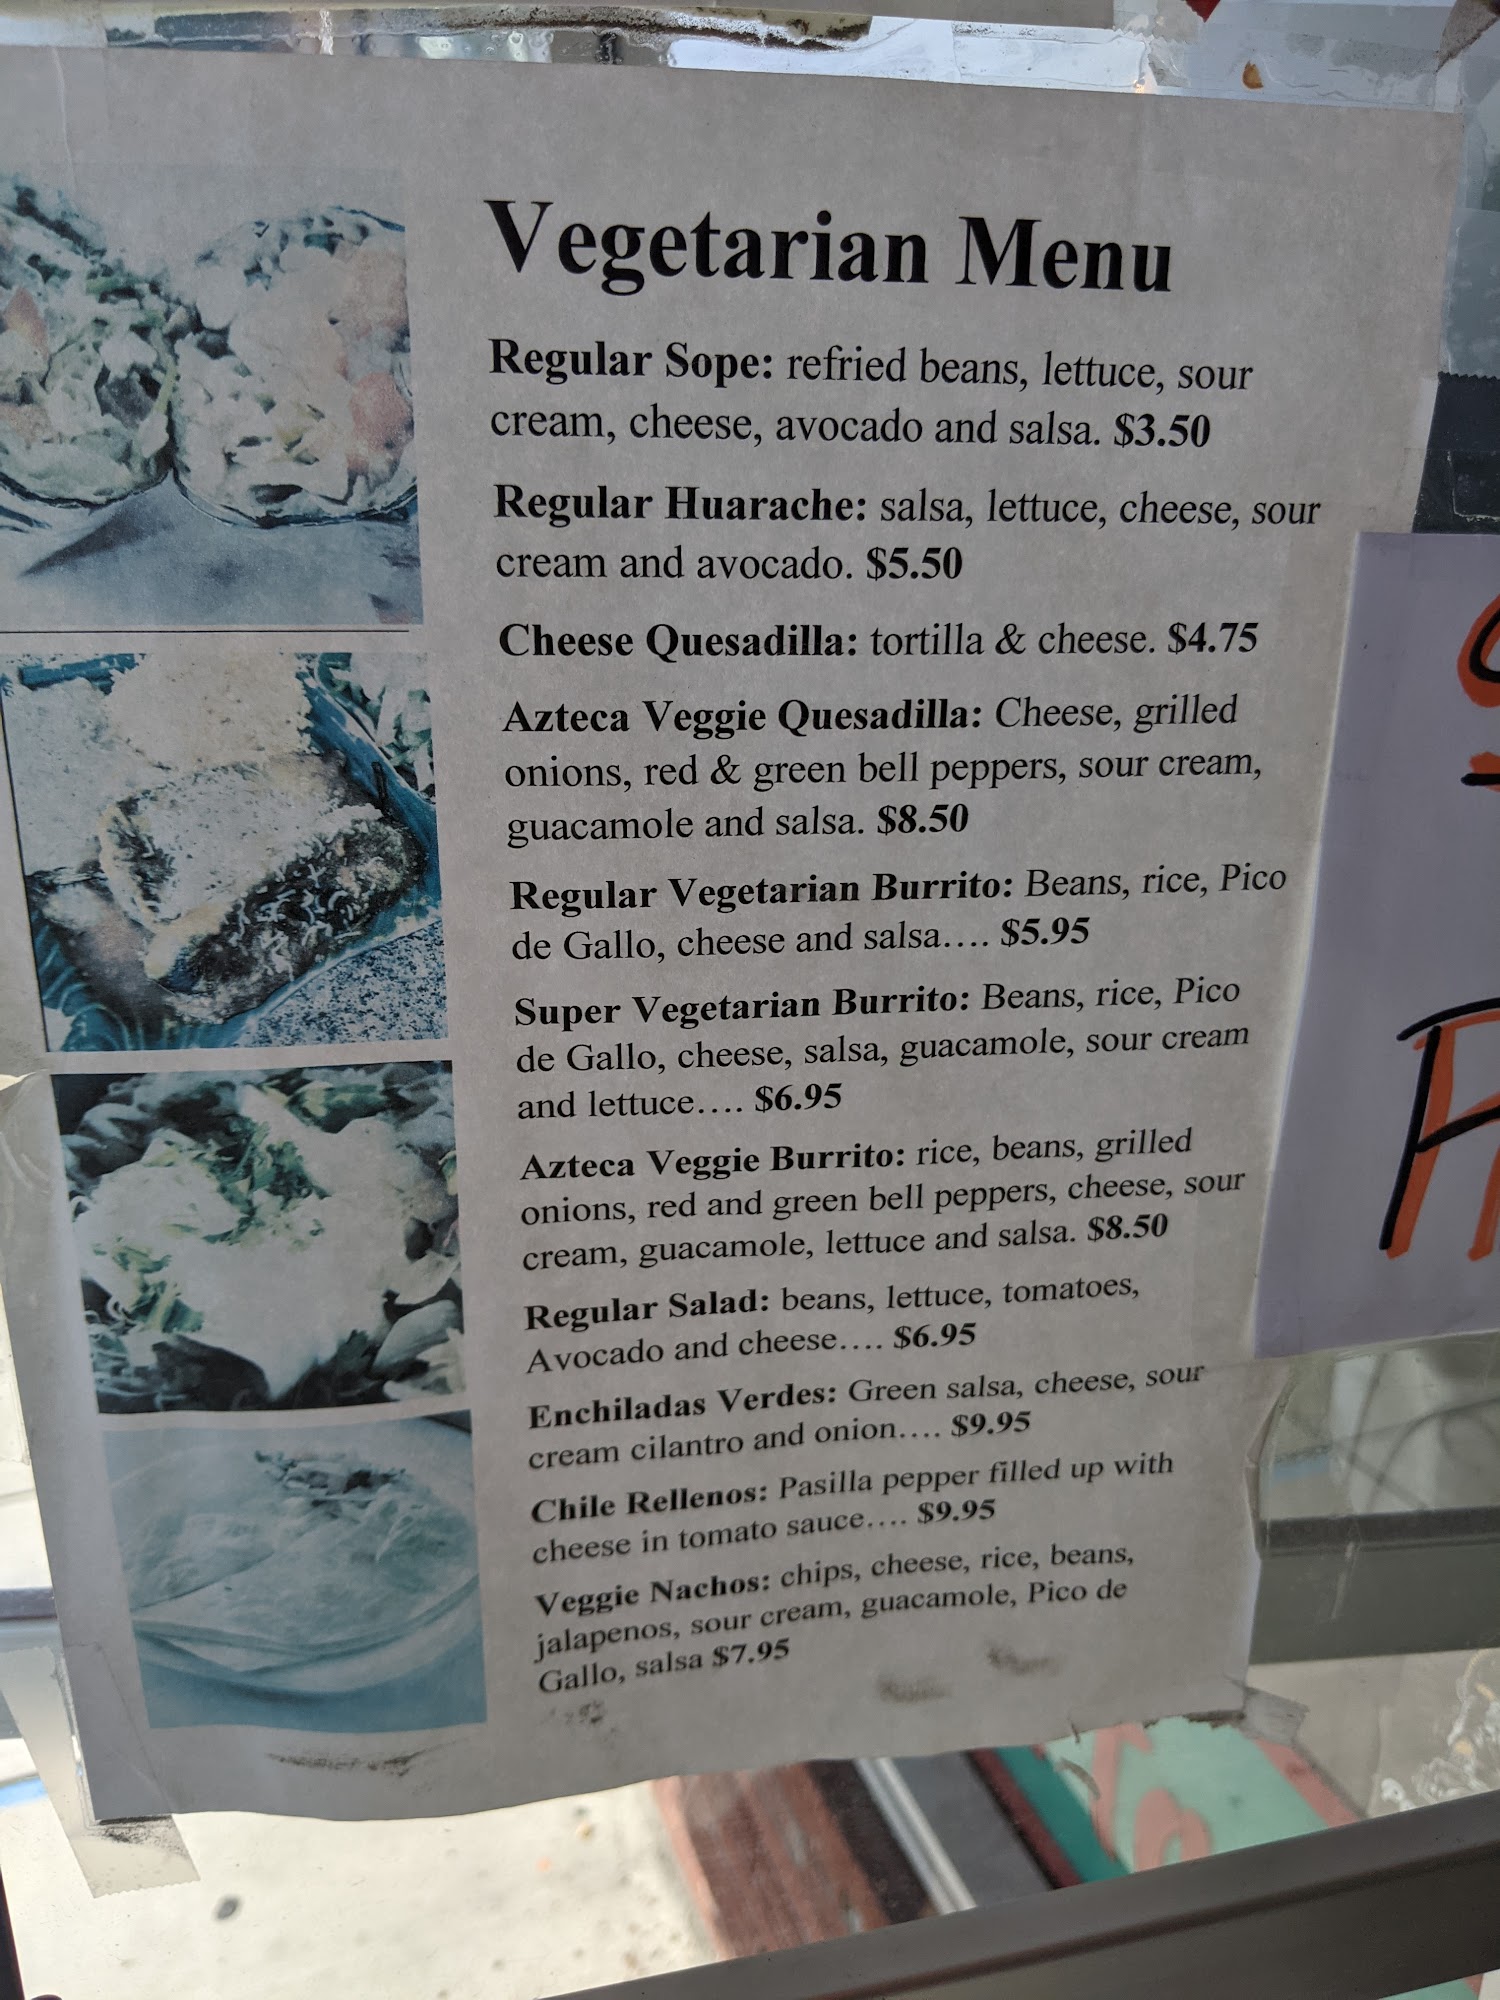 Vegetarian Menu
Regular Sope: refried beans, lettuce, sour
cream, cheese, avocado and salsa. $3.50
Regular Huarache: salsa, lettuce, cheese, sour
cream and avocado. $5.50
Cheese Quesadilla: tortilla & cheese. $4.75
Azteca Veggie Quesadilla: Cheese, grilled
onions, red & green bell peppers, sour cream,
guacamole and salsa. $8.50
Regular Vegetarian Burrito: Beans, rice, Pico
de Gallo, cheese and salsa.... $5.95
Super Vegetarian Burrito: Beans, rice, Pico
de Gallo, cheese, salsa, guacamole, sour cream
and lettuce.... $6.95
Azteca Veggie Burrito: rice, beans, grilled
onions, red and green bell peppers, cheese, sour
cream, guacamole, lettuce and salsa. $8.50
Regular Salad: beans, lettuce, tomatoes,
Avocado and cheese.... $6.95
Enchiladas Verdes: Green salsa, cheese, sour
cream cilantro and onion.... $9.95
Chile Rellenos: Pasilla pepper filled up with
cheese in tomato sauce.... $9.95
Veggie Nachos: chips, cheese, rice, beans,
jalapenos, sour cream, guacamole, Pico de
Gallo, salsa $7.95